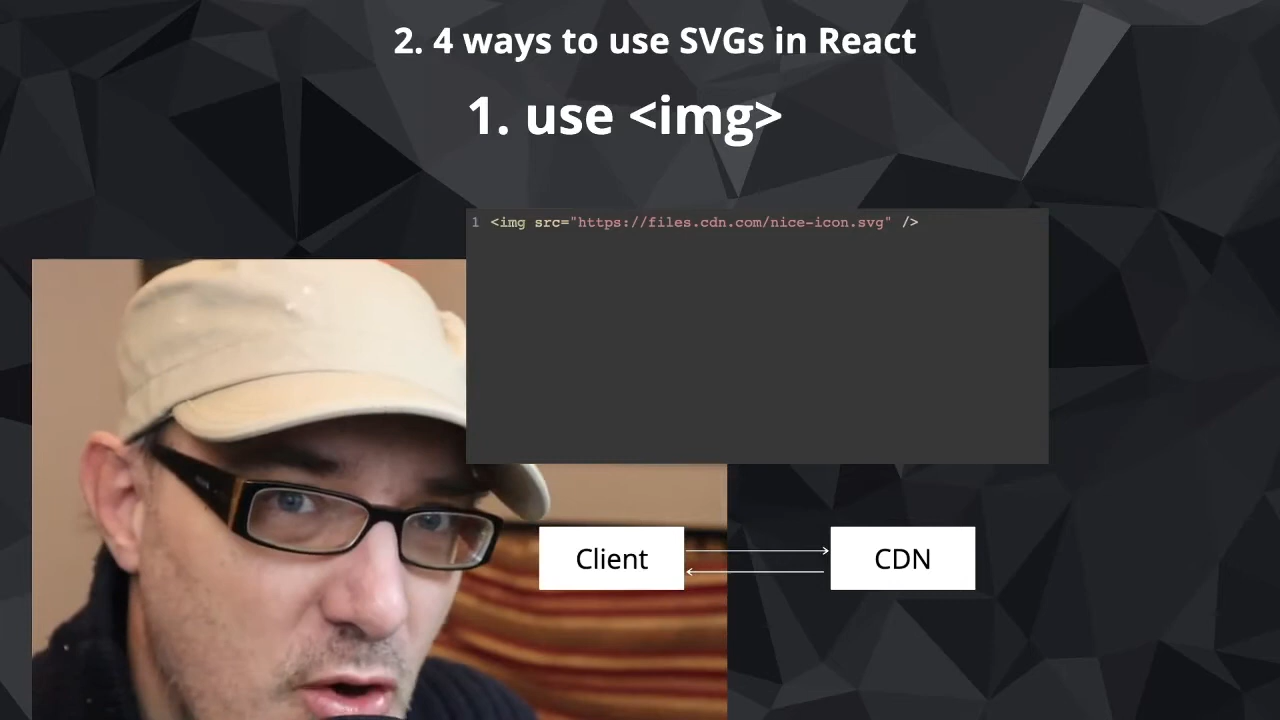 2. 4 ways to use SVGs in React
1. use <img>
1 <img src="https://files.cdn.com/nice-icon.svg" />
Client
CDN